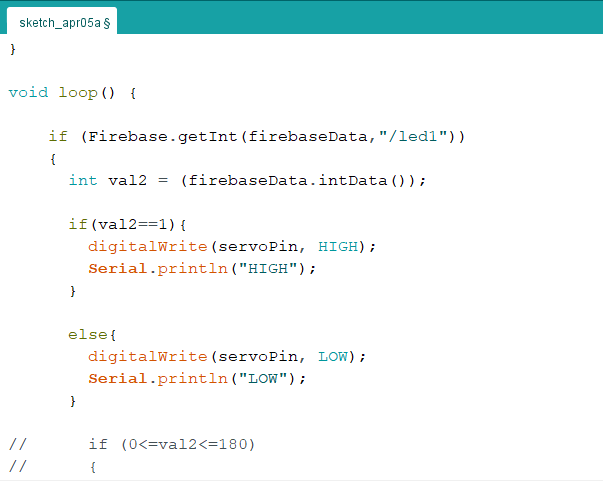 sketch_apr05a §
}
void loop() {
    if (Firebase.getInt(firebaseData,"/led1"))
    {
      int val2 = (firebaseData.intData());
      if(val2==1){
        digitalWrite(servoPin, HIGH);
        Serial.println("HIGH");
      }
      else{
        digitalWrite(servoPin, LOW);
        Serial.println("LOW");
      }
//      if (0<=val2<=180)
//      {